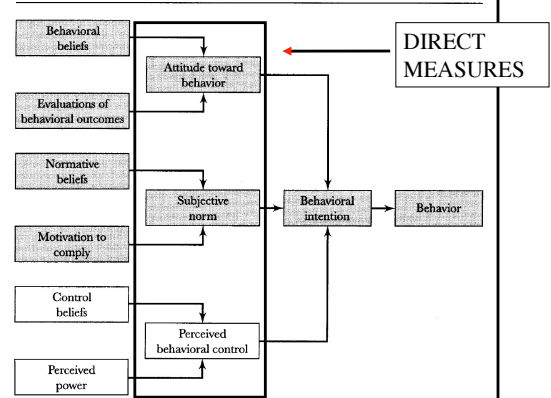 Behavioral
beliefs
DIRECT
MEASURES
Attitude toward
behavior
Evaluations of
behavioral outcomes
Normative
beliefs
Subjective
norm
Behavioral
intention
Behavior
Motivation to
comply
Control
beliefs
Perceived
behavioral control
Perceived
power